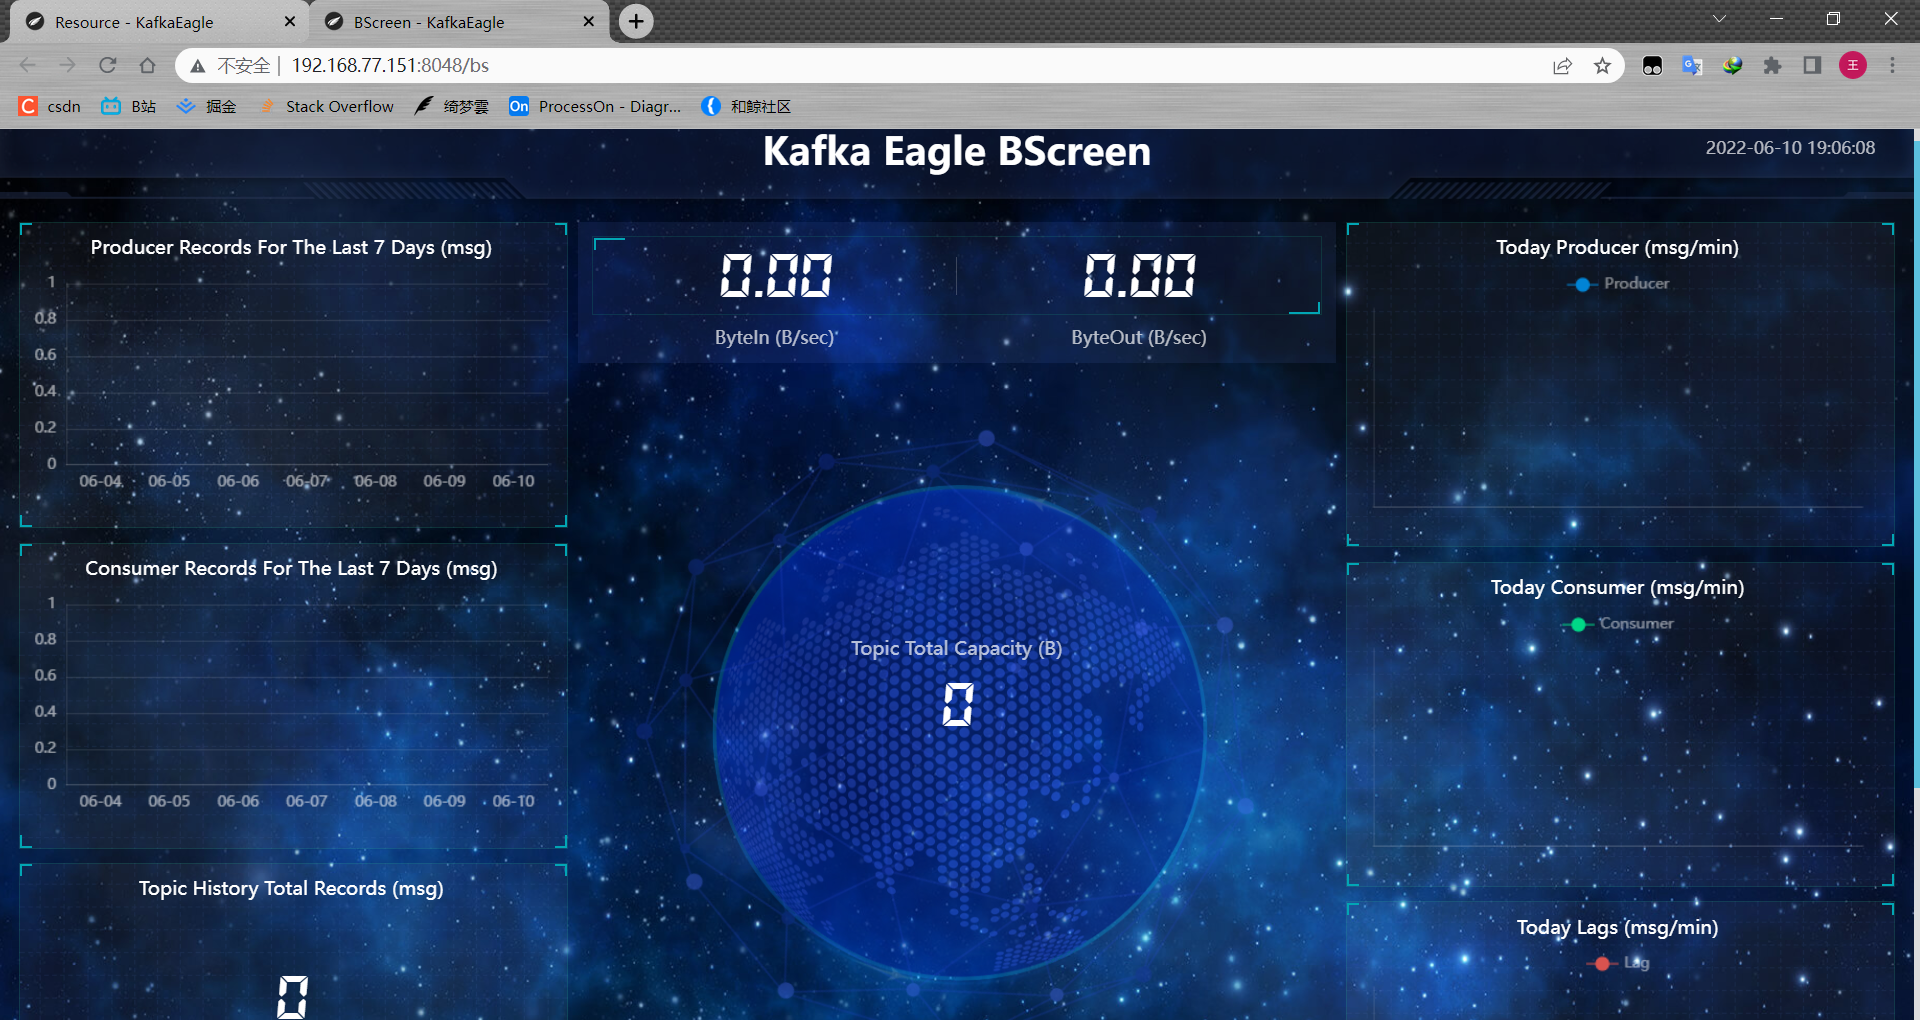 Resource - KafkaEagle
BScreen - KafkaEagle
不安全 | 192.168.77.151:8048/bs
王
csdn
B站
掘金
Stack Overflow
绮梦雲
On ProcessOn - Diagr...
和鲸社区
Kafka Eagle BScreen
2022-06-10 19:06:08
Producer Records For The Last 7 Days (msg)
1
0.8
0.6
0.4
0.2
0
06-04 06-05 06-06 06-07 06-08 06-09 06-10
Consumer Records For The Last 7 Days (msg)
1
0.8
0.6
0.4
0.2
0
06-04 06-05 06-06 06-07 06-08 06-09 06-10
Topic History Total Records (msg)
0
0.00
ByteIn (B/sec)
0.00
ByteOut (B/sec)
Topic Total Capacity (B)
0
Today Producer (msg/min)
Producer
Today Consumer (msg/min)
Consumer
Today Lags (msg/min)
Lag